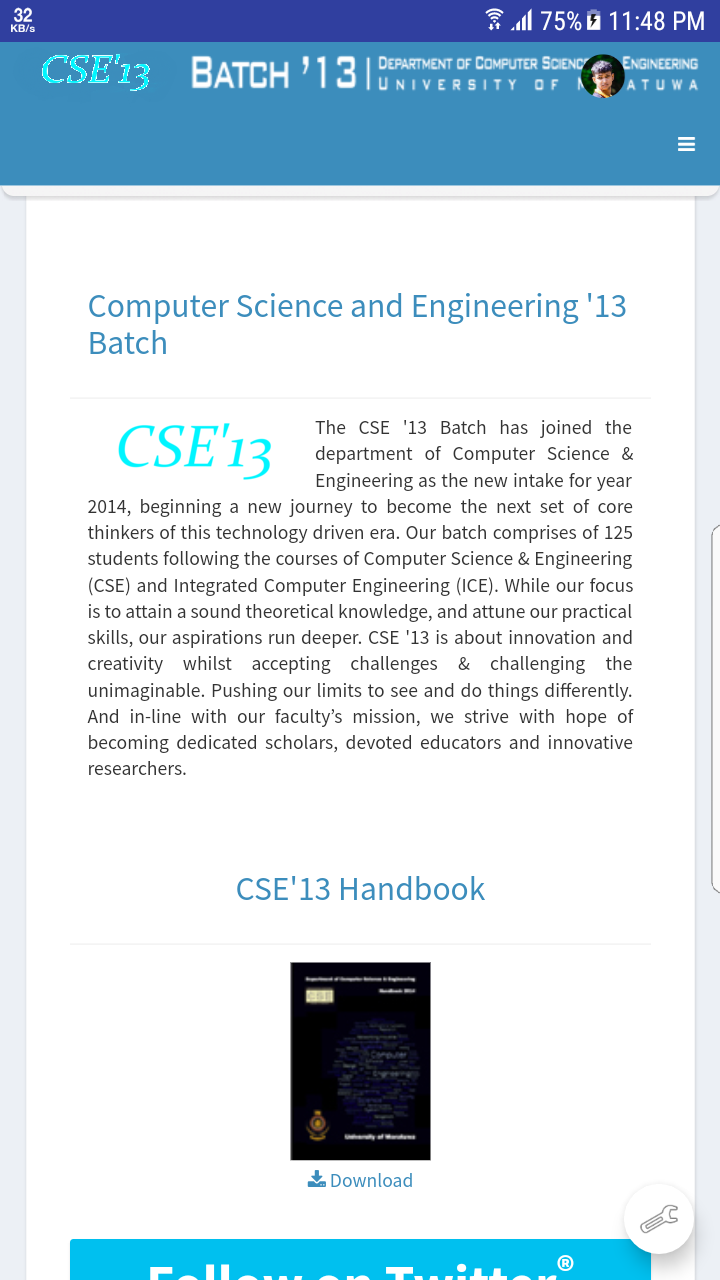 32
KB/s
75%
11:48 PM
CSE'13
BATCH '13
DEPARTMENT OF COMPUTER SCIENC ENGINEERING
UNIVERSITY OF ATUWA
Computer Science and Engineering '13
Batch
CSE'13
The CSE '13 Batch has joined the
department of Computer Science &
Engineering as the new intake for year
2014, beginning a new journey to become the next set of core
thinkers of this technology driven era. Our batch comprises of 125
students following the courses of Computer Science & Engineering
(CSE) and Integrated Computer Engineering (ICE). While our focus
is to attain a sound theoretical knowledge, and attune our practical
skills, our aspirations run deeper. CSE '13 is about innovation and
creativity whilst accepting challenges & challenging the
unimaginable. Pushing our limits to see and do things differently.
And in-line with our faculty’s mission, we strive with hope of
becoming dedicated scholars, devoted educators and innovative
researchers.
CSE'13 Handbook
Department of Computer Science & Engineering
Handbook 2014
CSE
Computer
Engineering
University of Moratuwa
Download
Follow on Twitter®